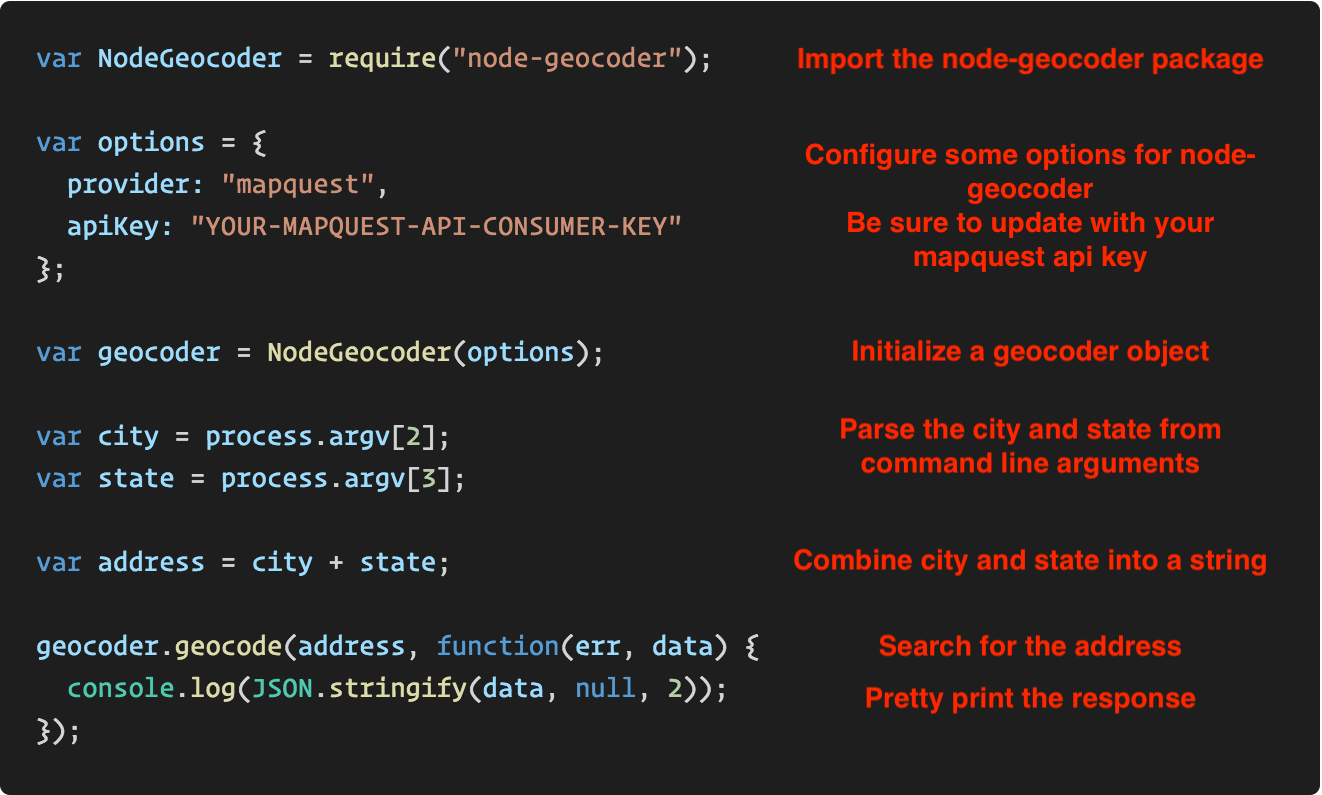 var NodeGeocoder = require("node-geocoder");
Import the node-geocoder package
var options = {
  provider: "mapquest",
  apiKey: "YOUR-MAPQUEST-API-CONSUMER-KEY"
};
Configure some options for node-
geocoder
Be sure to update with your
mapquest api key
var geocoder = NodeGeocoder(options);
Initialize a geocoder object
var city = process.argv[2];
var state = process.argv[3];
Parse the city and state from
command line arguments
var address = city + state;
Combine city and state into a string
geocoder.geocode(address, function(err, data) {
Search for the address
  console.log(JSON.stringify(data, null, 2));
Pretty print the response
});